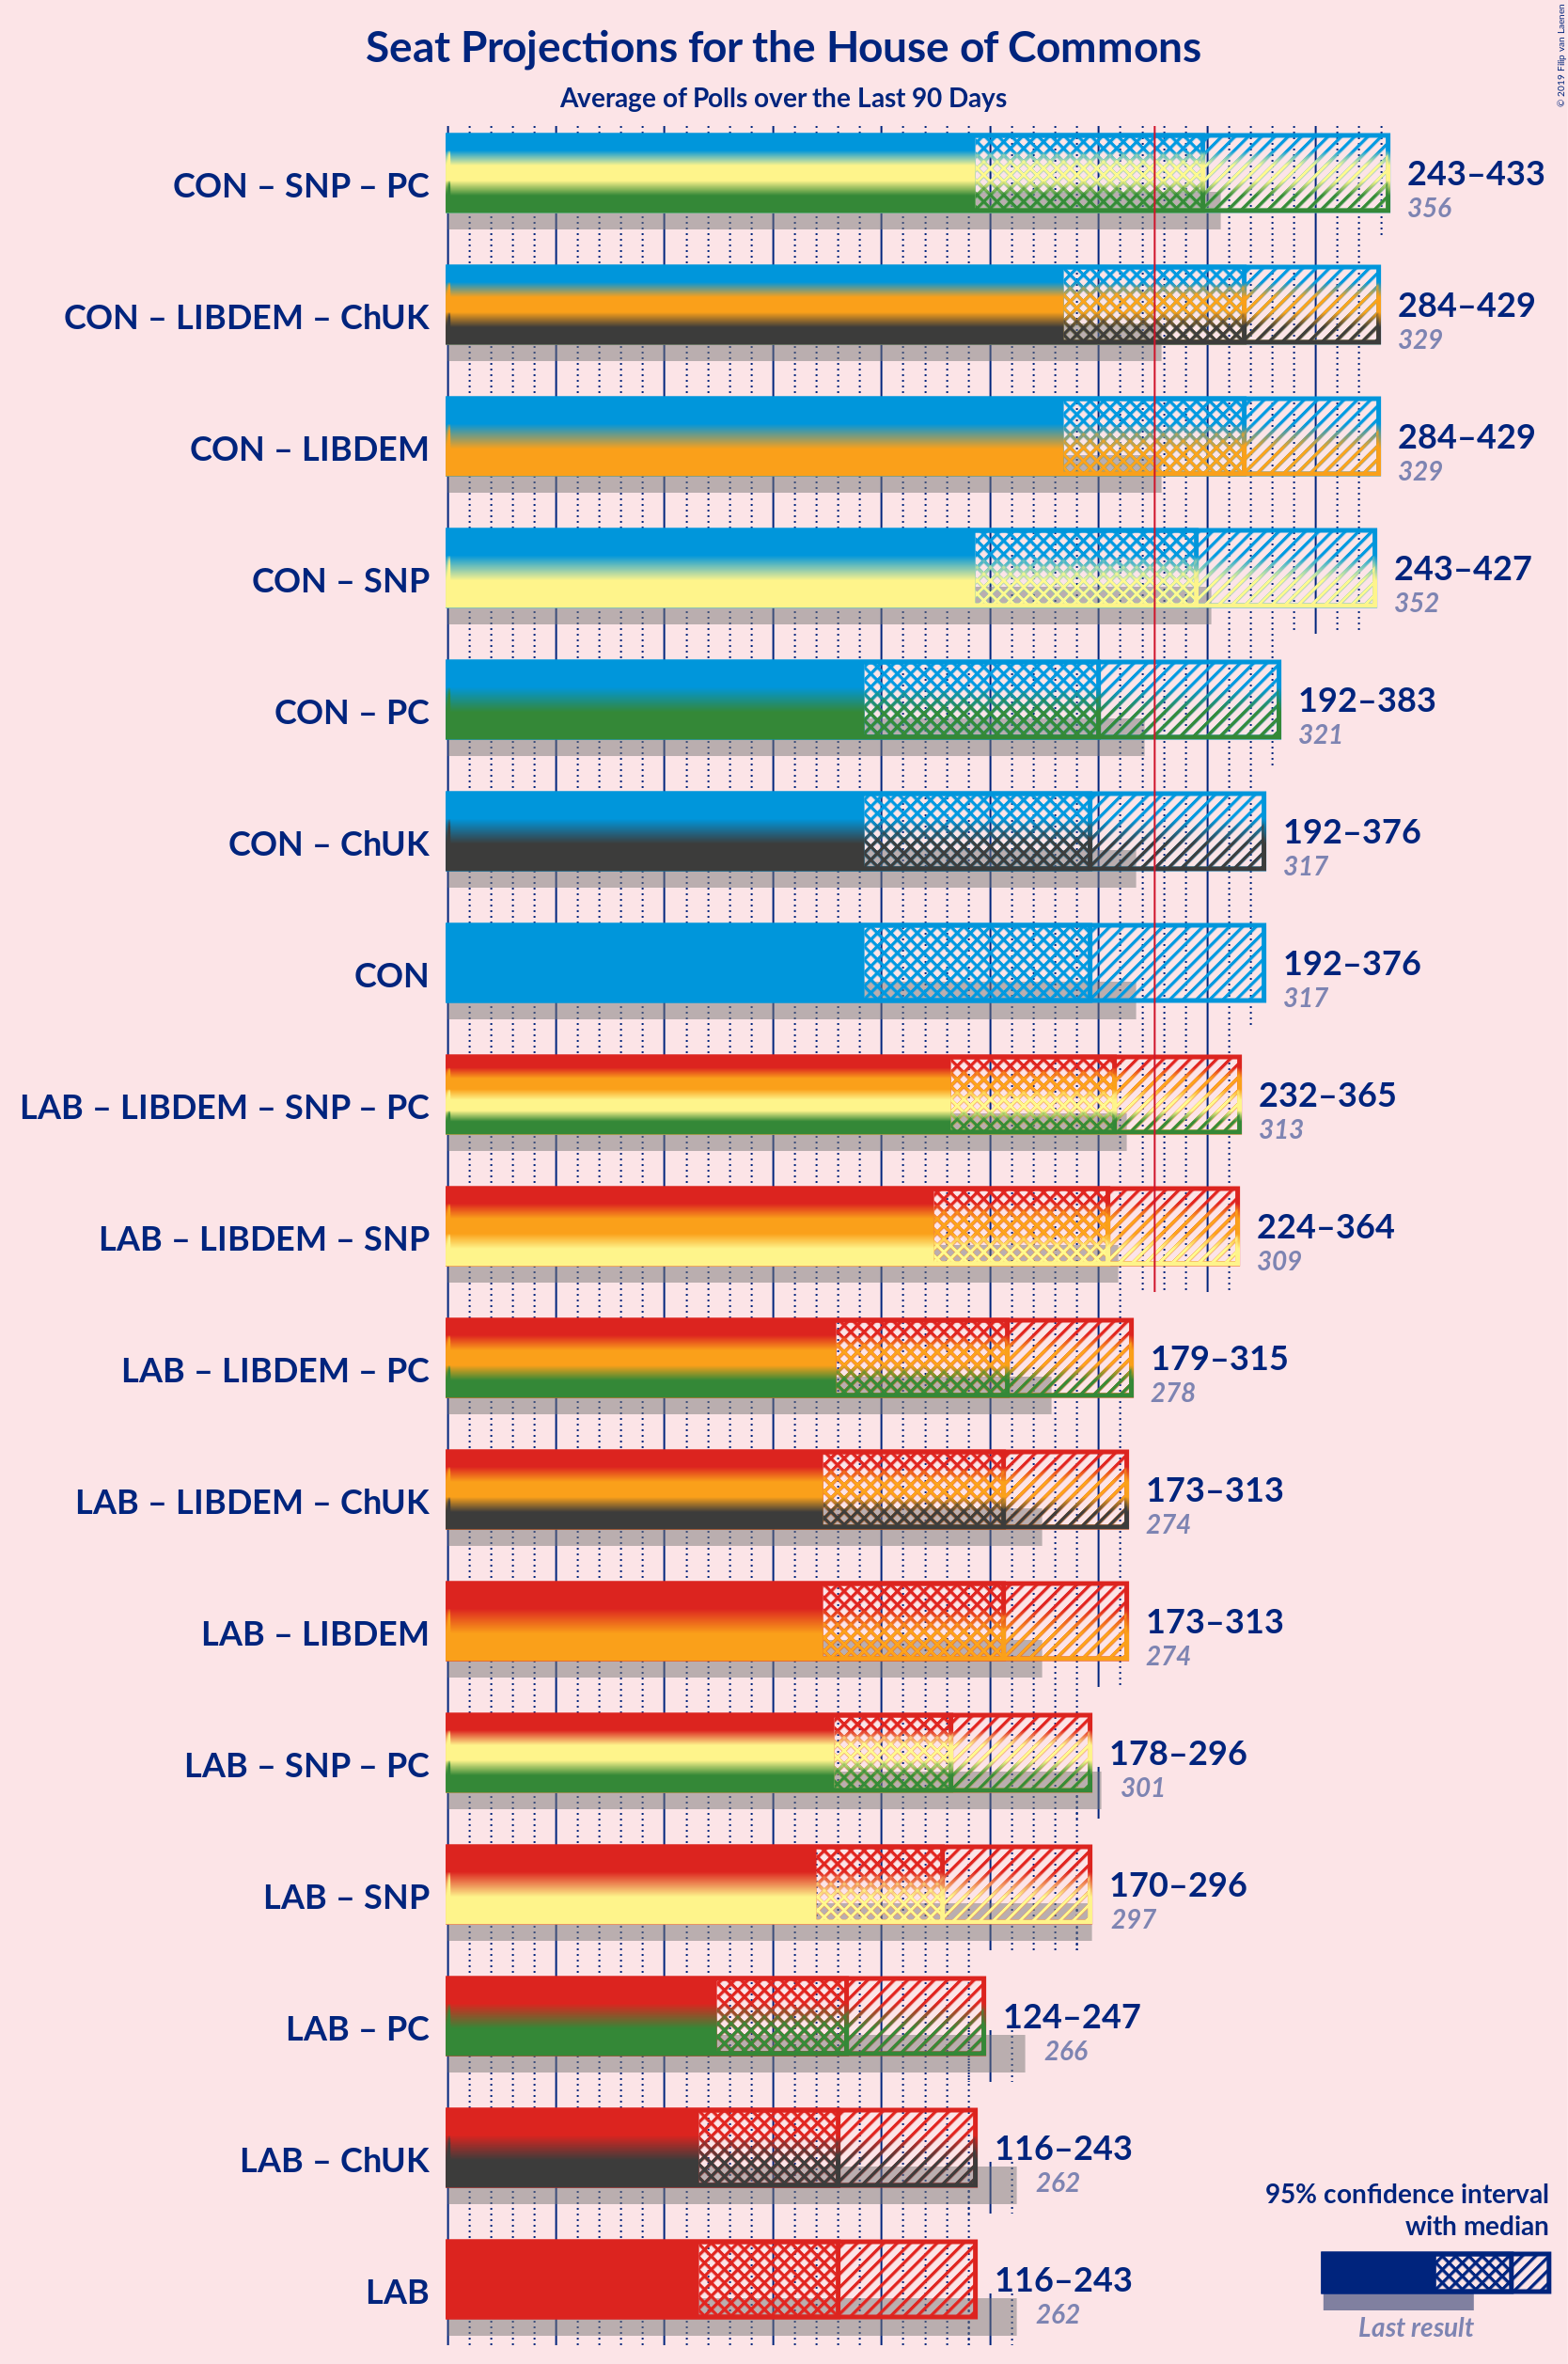 Seat Projections for the House of Commons
Average of Polls over the Last 90 Days
© 2019 Filip van Laenen
CON – SNP – PC
243–433
356
CON – LIBDEM – ChUK
284–429
329
CON – LIBDEM
284–429
329
CON – SNP
243–427
352
CON – PC
192–383
321
CON – ChUK
192–376
317
CON
192–376
317
LAB – LIBDEM – SNP – PC
232–365
313
LAB – LIBDEM – SNP
224–364
309
LAB – LIBDEM – PC
179–315
278
LAB – LIBDEM – ChUK
173–313
274
LAB – LIBDEM
173–313
274
LAB – SNP – PC
178–296
301
LAB – SNP
170–296
297
LAB – PC
124–247
266
LAB – ChUK
116–243
262
LAB
116–243
262
95% confidence interval
with median
Last result